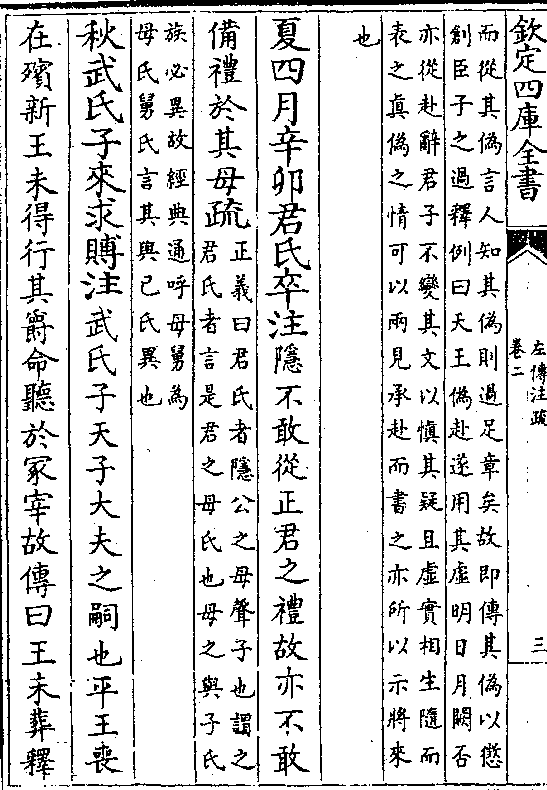 欽定四庫全書
左傳注疏
卷二
三
而從其偽言人知其偽則過足章矣故即傳其偽以懲
創臣子之過釋例曰天王偽赴遂用其虛明日月闕否
亦從赴辭君子不變其文以慎其疑且虛實相生隨而
表之真偽之情可以兩見承赴而書之亦所以示將來
也
夏四月辛卯君氏卒注隱不敢從正君之禮故亦不敢
備禮於其母疏正義曰君氏者隱公之母聲子也謂之
君氏者言是君之母氏也母之與子氏
族必異故經典通呼母舅為
母氏舅氏言其與已氏異也
秋武氏子來求賻注武氏子天子大夫之嗣也平王喪
在殯新王未得行其爵命聽於冢宰故傳曰王未葬釋